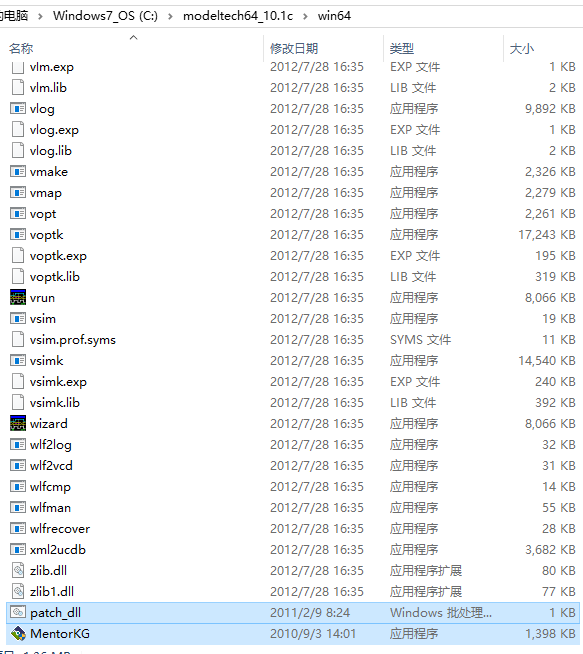 的电脑 › Windows7_OS (C:) › modeltech64_10.1c › win64
名称 修改日期 类型 大小
vlm.exp 2012/7/28 16:35 EXP 文件 1 KB
vlm.lib 2012/7/28 16:35 LIB 文件 2 KB
vlog 2012/7/28 16:35 应用程序 9,892 KB
vlog.exp 2012/7/28 16:35 EXP 文件 1 KB
vlog.lib 2012/7/28 16:35 LIB 文件 2 KB
vmake 2012/7/28 16:35 应用程序 2,326 KB
vmap 2012/7/28 16:35 应用程序 2,279 KB
vopt 2012/7/28 16:35 应用程序 2,261 KB
voptk 2012/7/28 16:35 应用程序 17,243 KB
voptk.exp 2012/7/28 16:35 EXP 文件 195 KB
voptk.lib 2012/7/28 16:35 LIB 文件 319 KB
vrun 2012/7/28 16:35 应用程序 8,066 KB
vsim 2012/7/28 16:35 应用程序 19 KB
vsim.prof.syms 2012/7/28 16:35 SYMS 文件 11 KB
vsimk 2012/7/28 16:35 应用程序 14,540 KB
vsimk.exp 2012/7/28 16:35 EXP 文件 240 KB
vsimk.lib 2012/7/28 16:35 LIB 文件 392 KB
wizard 2012/7/28 16:35 应用程序 8,066 KB
wlf2log 2012/7/28 16:35 应用程序 32 KB
wlf2vcd 2012/7/28 16:35 应用程序 31 KB
wlfcmp 2012/7/28 16:35 应用程序 14 KB
wlfman 2012/7/28 16:35 应用程序 55 KB
wlfrecover 2012/7/28 16:35 应用程序 28 KB
xml2ucdb 2012/7/28 16:35 应用程序 3,682 KB
zlib.dll 2012/7/28 16:35 应用程序扩展 80 KB
zlib1.dll 2012/7/28 16:35 应用程序扩展 77 KB
patch_dll 2011/2/9 8:24 Windows 批处理... 1 KB
MentorKG 2010/9/3 14:01 应用程序 1,398 KB